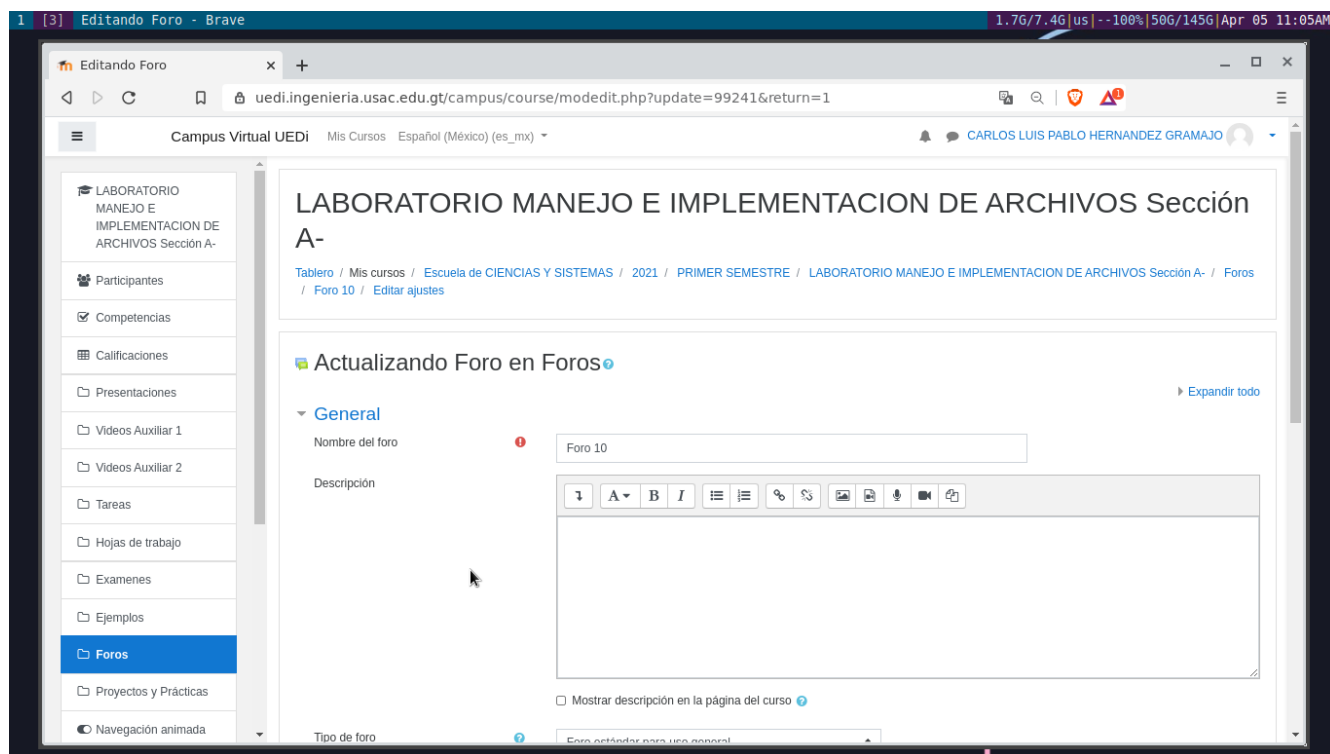 1 [3] Editando Foro - Brave
1.7G/7.4G|us|--100%|50G/145G|Apr 05 11:05AM
Editando Foro
uedi.ingenieria.usac.edu.gt/campus/course/modedit.php?update=99241&return=1
1
Campus Virtual UEDi Mis Cursos Español (México) (es_mx)
CARLOS LUIS PABLO HERNANDEZ GRAMAJO
LABORATORIO
MANEJO E
IMPLEMENTACION DE
ARCHIVOS Sección A-
Participantes
Competencias
Calificaciones
Presentaciones
Videos Auxiliar 1
Videos Auxiliar 2
Tareas
Hojas de trabajo
Examenes
Ejemplos
Foros
Proyectos y Prácticas
Navegación animada
LABORATORIO MANEJO E IMPLEMENTACION DE ARCHIVOS Sección
A-
Tablero / Mis cursos / Escuela de CIENCIAS Y SISTEMAS / 2021 / PRIMER SEMESTRE / LABORATORIO MANEJO E IMPLEMENTACION DE ARCHIVOS Sección A- / Foros
/ Foro 10 / Editar ajustes
Actualizando Foro en Foros
Expandir todo
General
Nombre del foro
Foro 10
Descripción
A B I
Mostrar descripción en la página del curso
Tipo de foro
Foro estándar para uso general